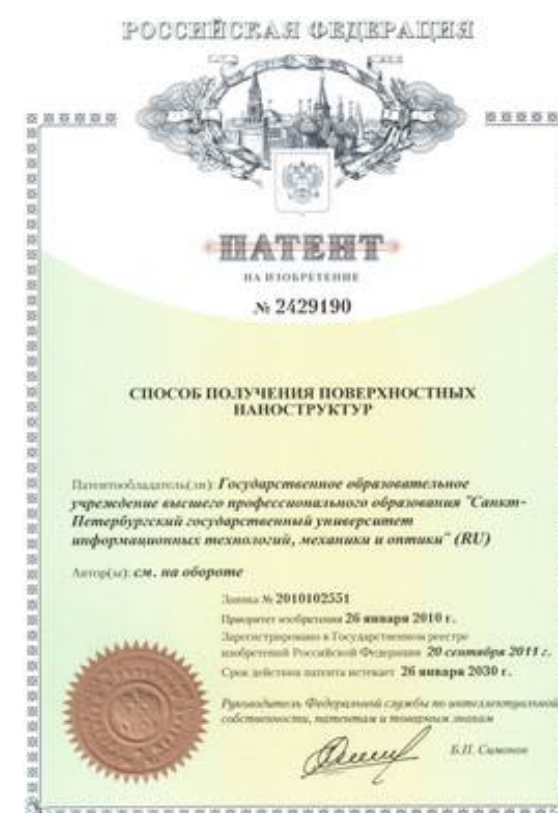 РОССИЙСКАЯ ФЕДЕРАЦИЯ
ПАТЕНТ
НА ИЗОБРЕТЕНИЕ
№ 2429190
СПОСОБ ПОЛУЧЕНИЯ ПОВЕРХНОСТНЫХ
НАНОСТРУКТУР
Патентообладатель(ли): Государственное образовательное
учреждение высшего профессионального образования "Санкт-
Петербургский государственный университет
информационных технологий, механики и оптики" (RU)
Автор(ы): см. на обороте
Заявка № 2010102551
Приоритет изобретения 26 января 2010 г.
Зарегистрировано в Государственном реестре
изобретений Российской Федерации 20 сентября 2011 г.
Срок действия патента истекает 26 января 2030 г.
Руководитель Федеральной службы по интеллектуальной
собственности, патентам и товарным знакам
Б.П. Симонов